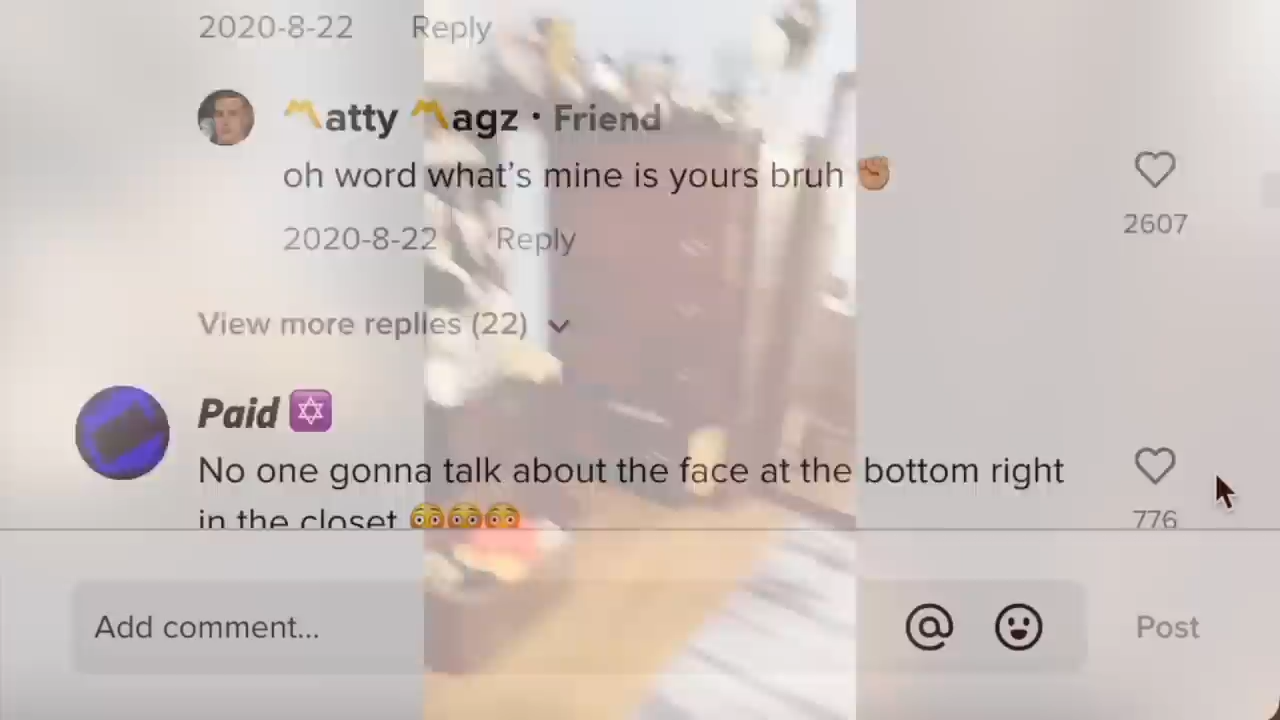 2020-8-22 Reply
〽️atty 〽️agz · Friend
oh word what's mine is yours bruh ✊🏽
2607
2020-8-22 Reply
View more replies (22)
Paid ✡️
No one gonna talk about the face at the bottom right
in the closet 😳😳😳
776
Add comment...
Post